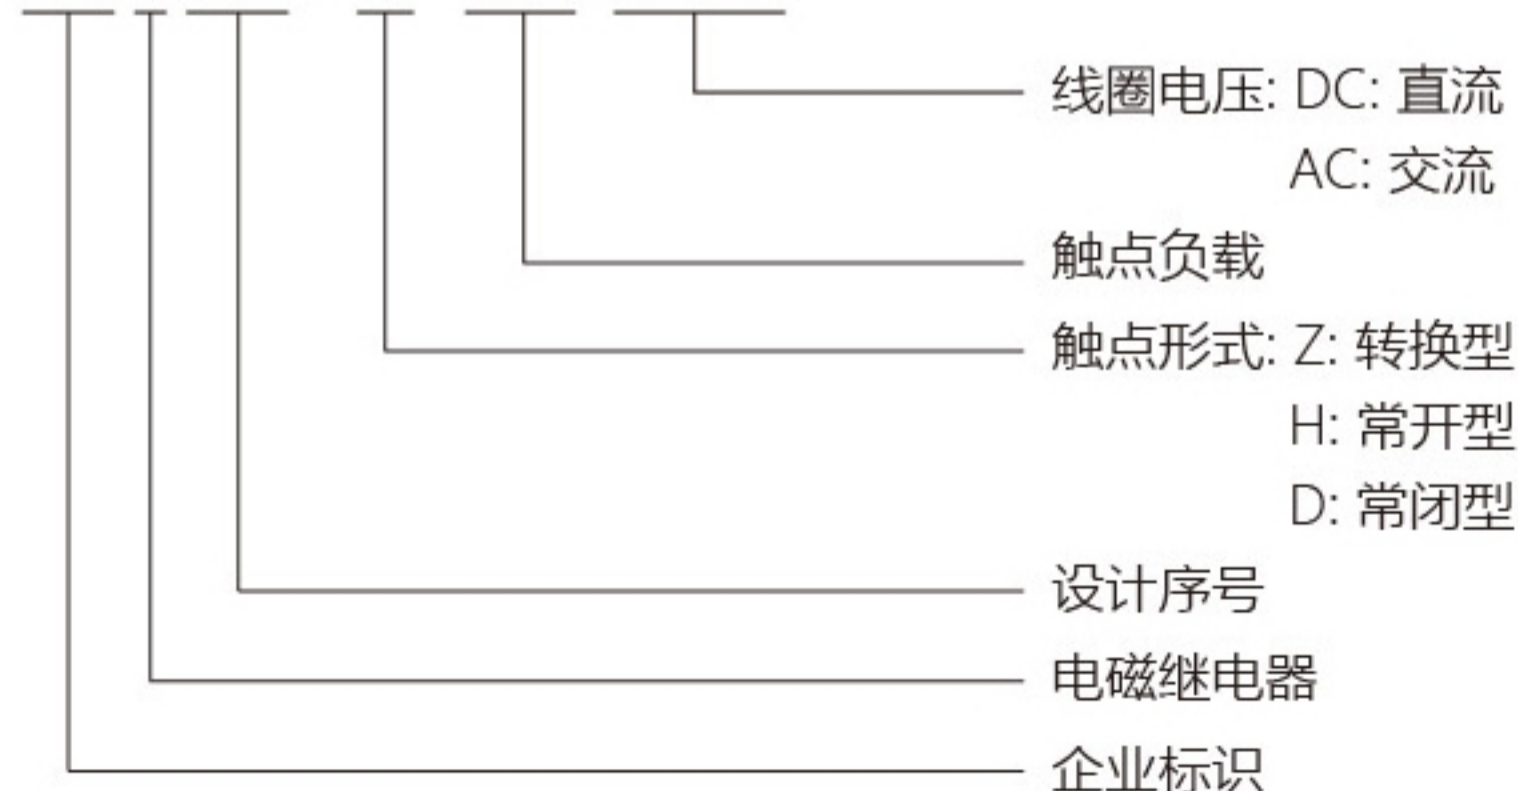 线圈电压: DC: 直流
AC: 交流
触点负载
触点形式: Z: 转换型
H: 常开型
D: 常闭型
设计序号
电磁继电器
企业标识